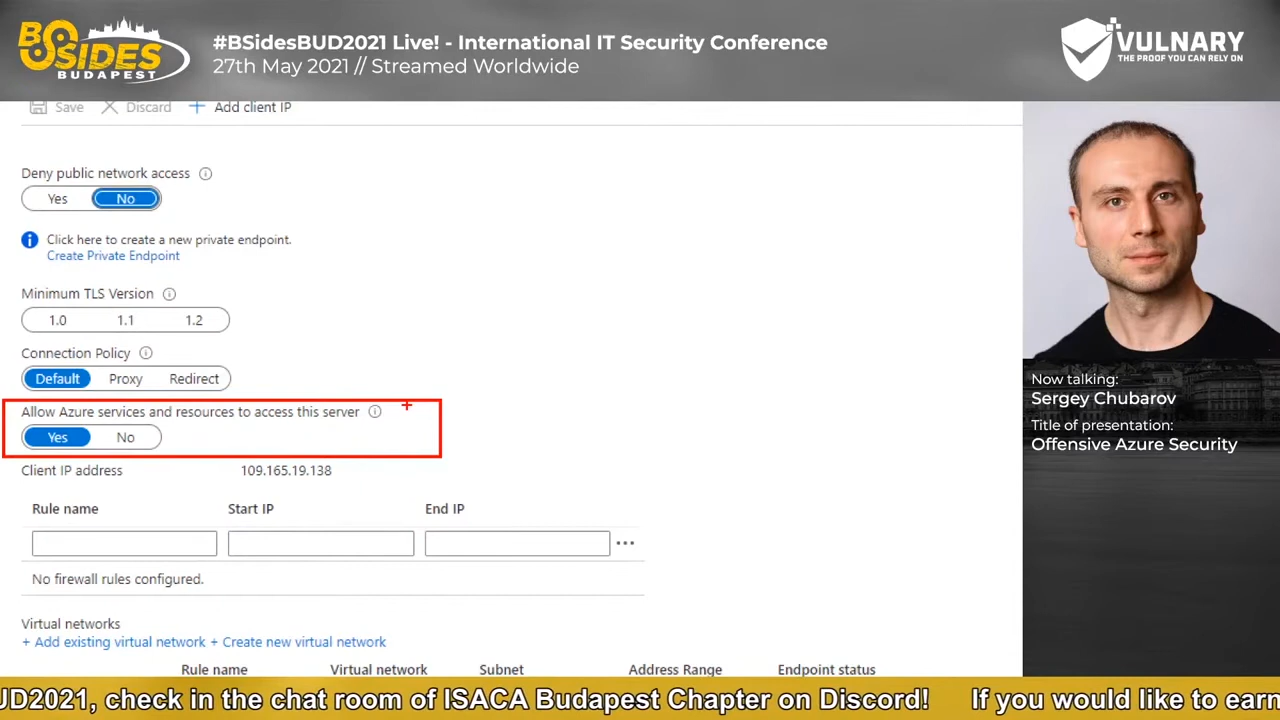 BSIDES
BUDAPEST
#BSidesBUD2021 Live! - International IT Security Conference
27th May 2021 // Streamed Worldwide
VULNARY
THE PROOF YOU CAN RELY ON
Save Discard + Add client IP
Deny public network access
Yes No
Click here to create a new private endpoint.
Create Private Endpoint
Minimum TLS Version
1.0 1.1 1.2
Connection Policy
Default Proxy Redirect
Allow Azure services and resources to access this server
Yes No
Client IP address 109.165.19.138
Rule name Start IP End IP
No firewall rules configured.
Virtual networks
+ Add existing virtual network + Create new virtual network
Rule name Virtual network Subnet Address Range Endpoint status
Now talking:
Sergey Chubarov
Title of presentation:
Offensive Azure Security
UD2021, check in the chat room of ISACA Budapest Chapter on Discord! If you would like to earn